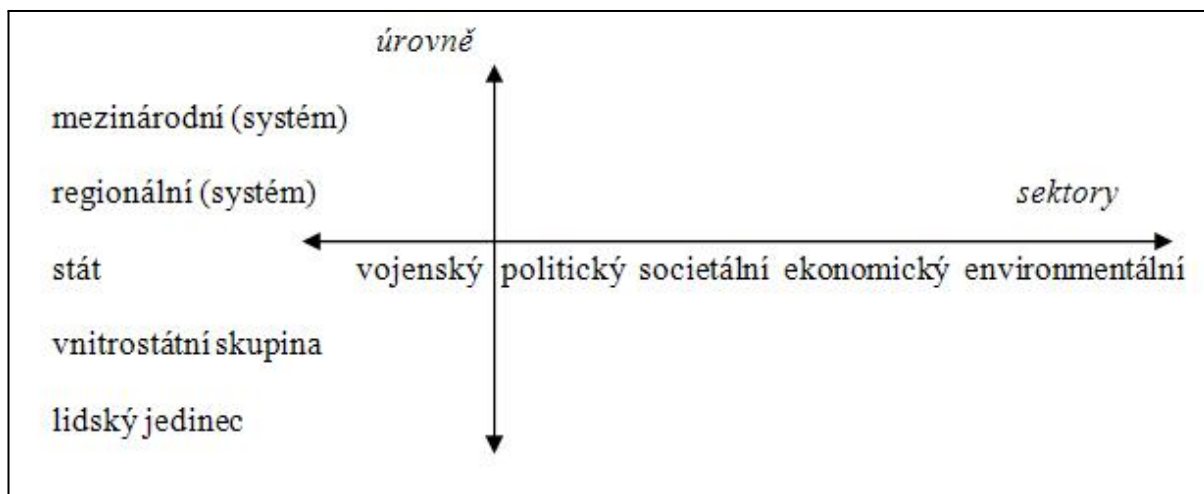 úrovně
mezinárodní (systém)
regionální (systém)
sektory
stát
vojenský politický societální ekonomický environmentální
vnitrostátní skupina
lidský jedinec